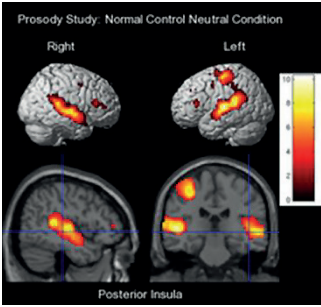 Prosody Study: Normal Control Neutral Condition
Right Left
10
8
6
4
2
0
Posterior Insula